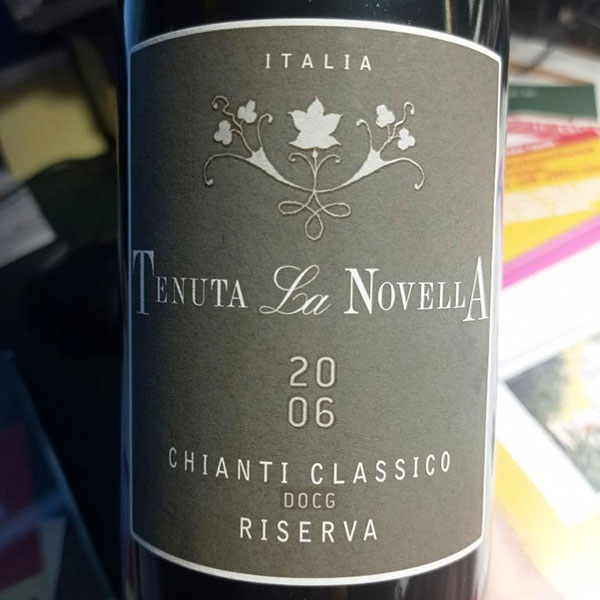 ITALIA
TENUTA La NOVELLA
20
06
CHIANTI CLASSICO
DOCG
RISERVA